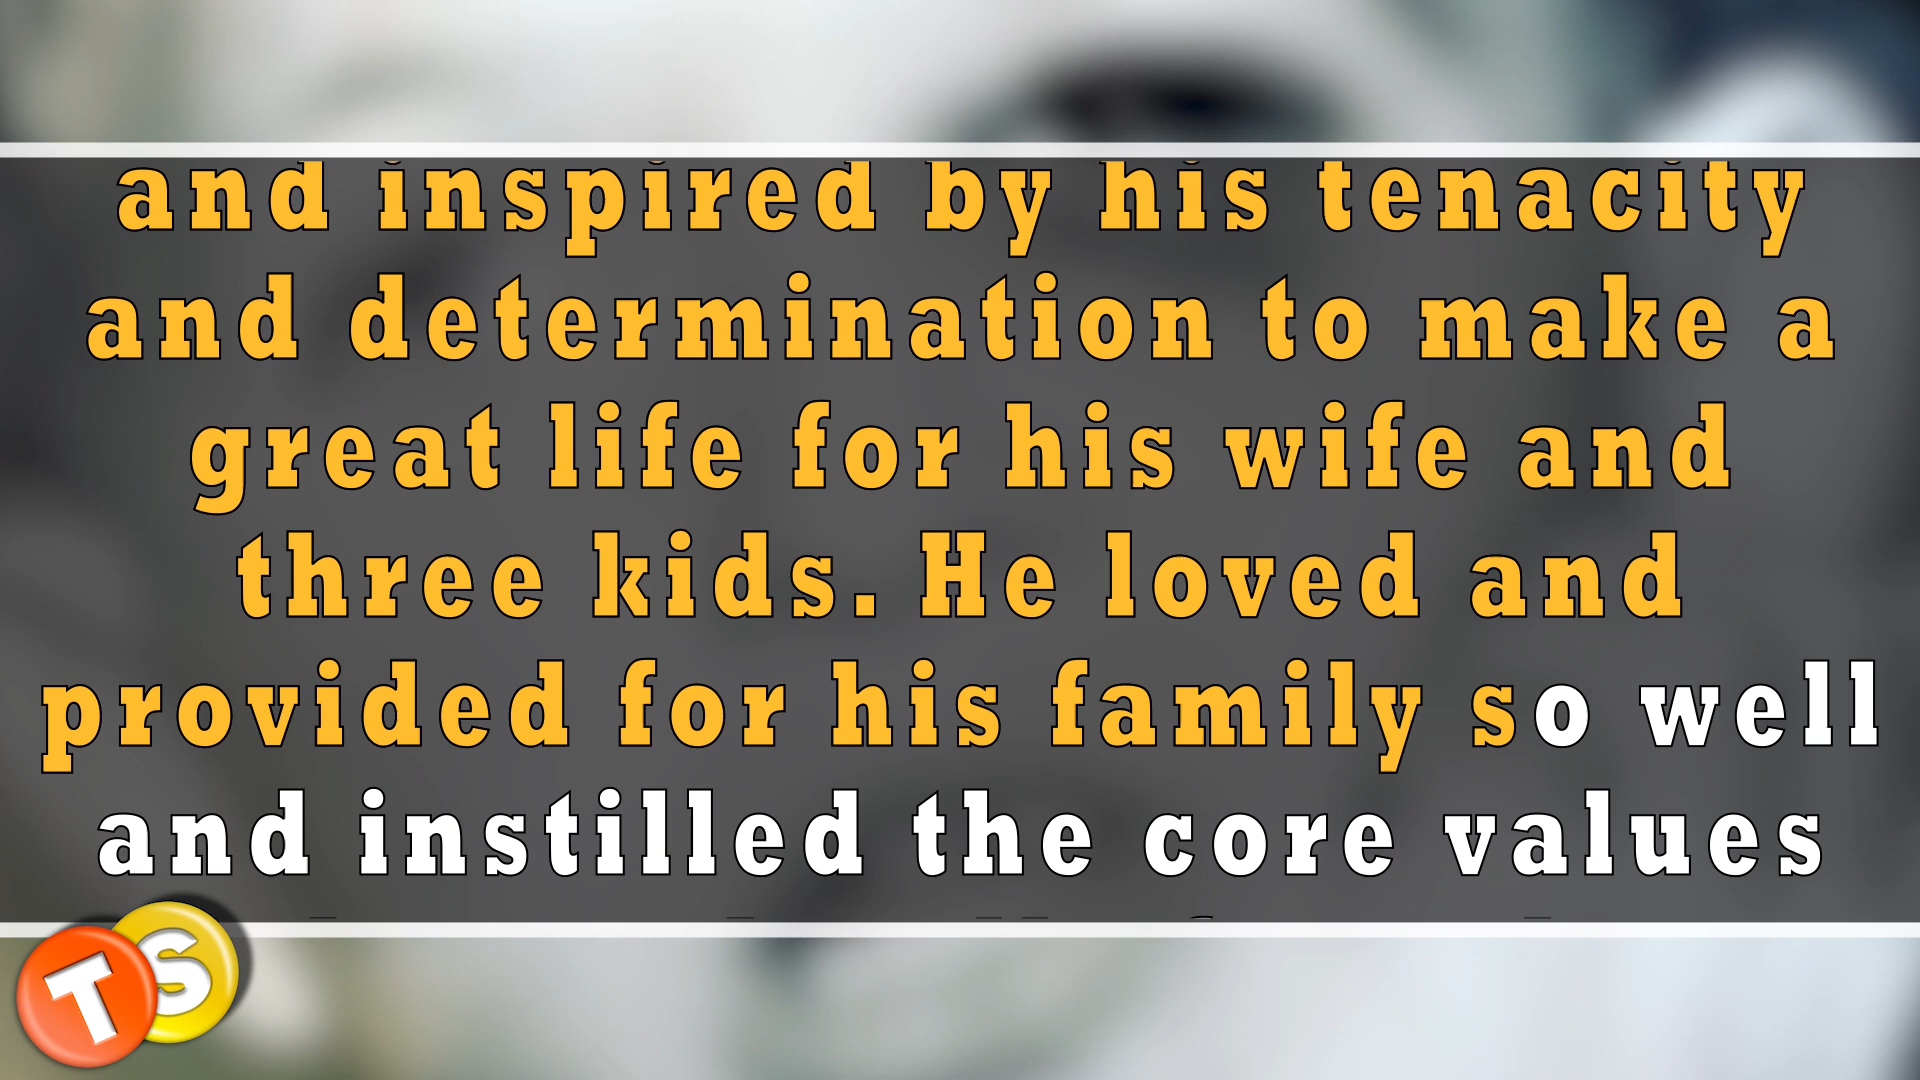 and inspired by his tenacity
and determination to make a
great life for his wife and
three kids. He loved and
provided for his family so well
and instilled the core values
TS